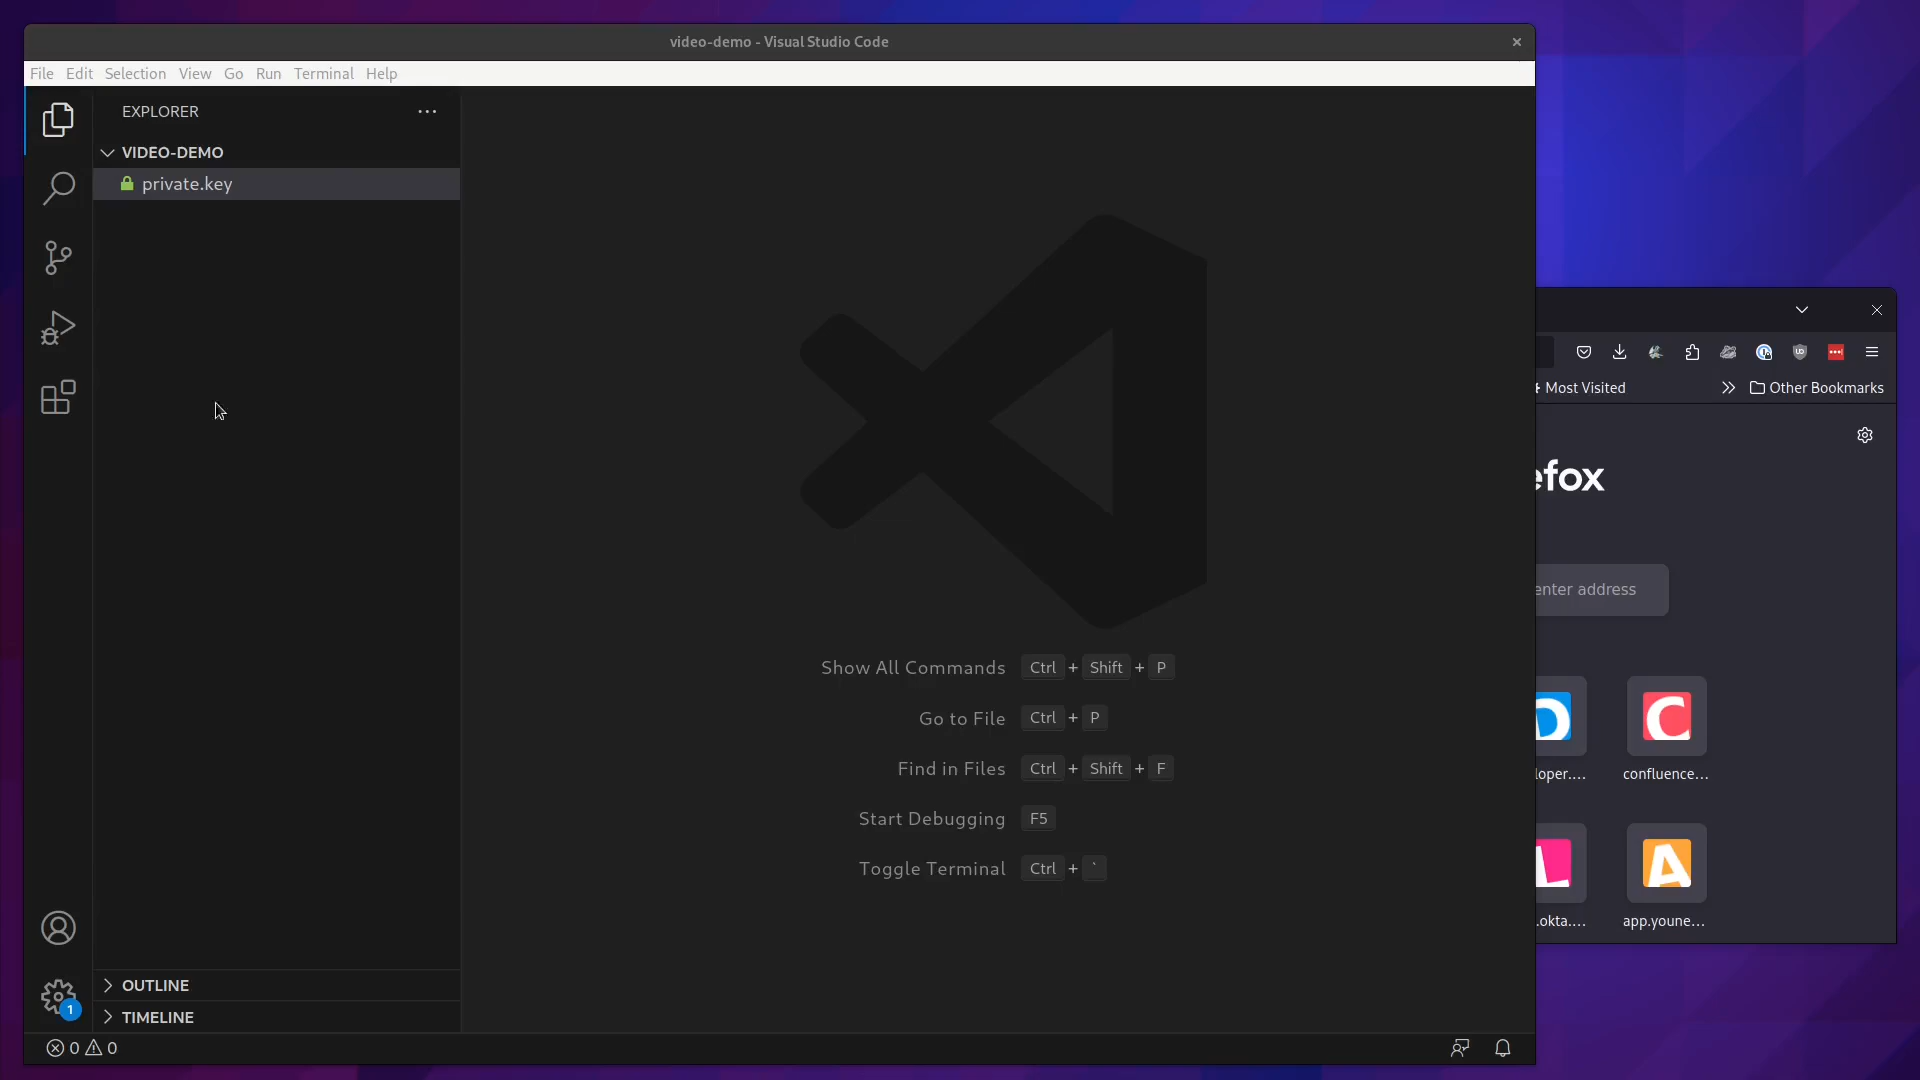 video-demo - Visual Studio Code
File Edit Selection View Go Run Terminal Help
EXPLORER
VIDEO-DEMO
private.key
Show All Commands Ctrl + Shift + P
Go to File Ctrl + P
Find in Files Ctrl + Shift + F
Start Debugging F5
Toggle Terminal Ctrl + `
OUTLINE
TIMELINE
1
0 0
Most Visited
Other Bookmarks
efox
enter address
D
C
loper....
confluence...
L
A
.okta....
app.youne...